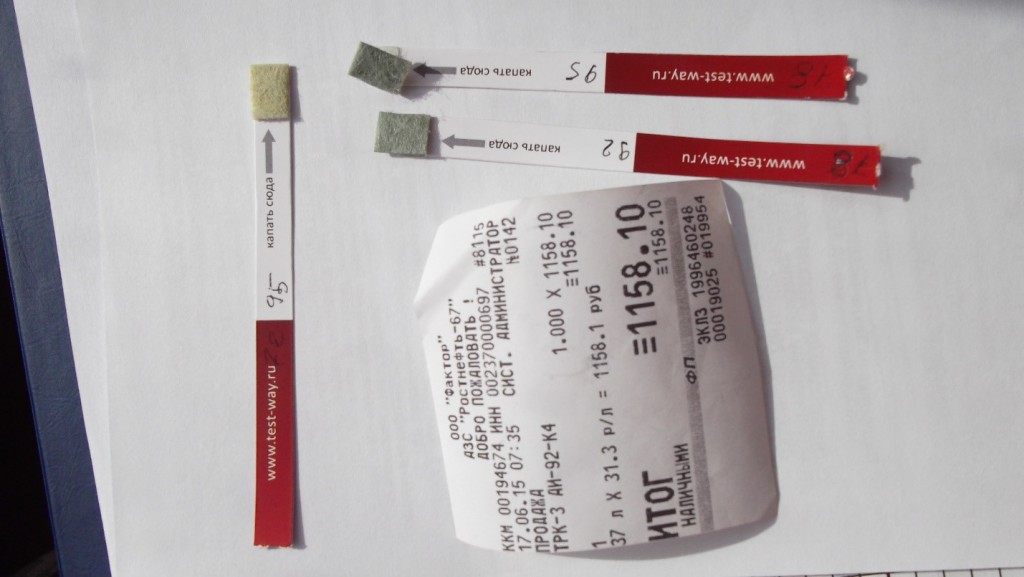 www.test-way.ru
капать сюда
95
www.test-way.ru
капать сюда
92
www.test-way.ru
капать сюда
95
ООО "Фактор"
АЗС "Ростнефть-67"
ДОБРО ПОЖАЛОВАТЬ !
ККМ 00194674 ИНН 002370000697 #8115
17.06.15 07:35 СИСТ. АДМИНИСТРАТОР
ПРОДАЖА №0142
ТРК-3 АИ-92-К4
1 1.000 X 1158.10
≡1158.10
37 л X 31.3 р/л = 1158.1 руб
ИТОГ ≡1158.10
НАЛИЧНЫМИ ≡1158.10
ФП ЭКЛЗ 1996460248
00019025 #019954